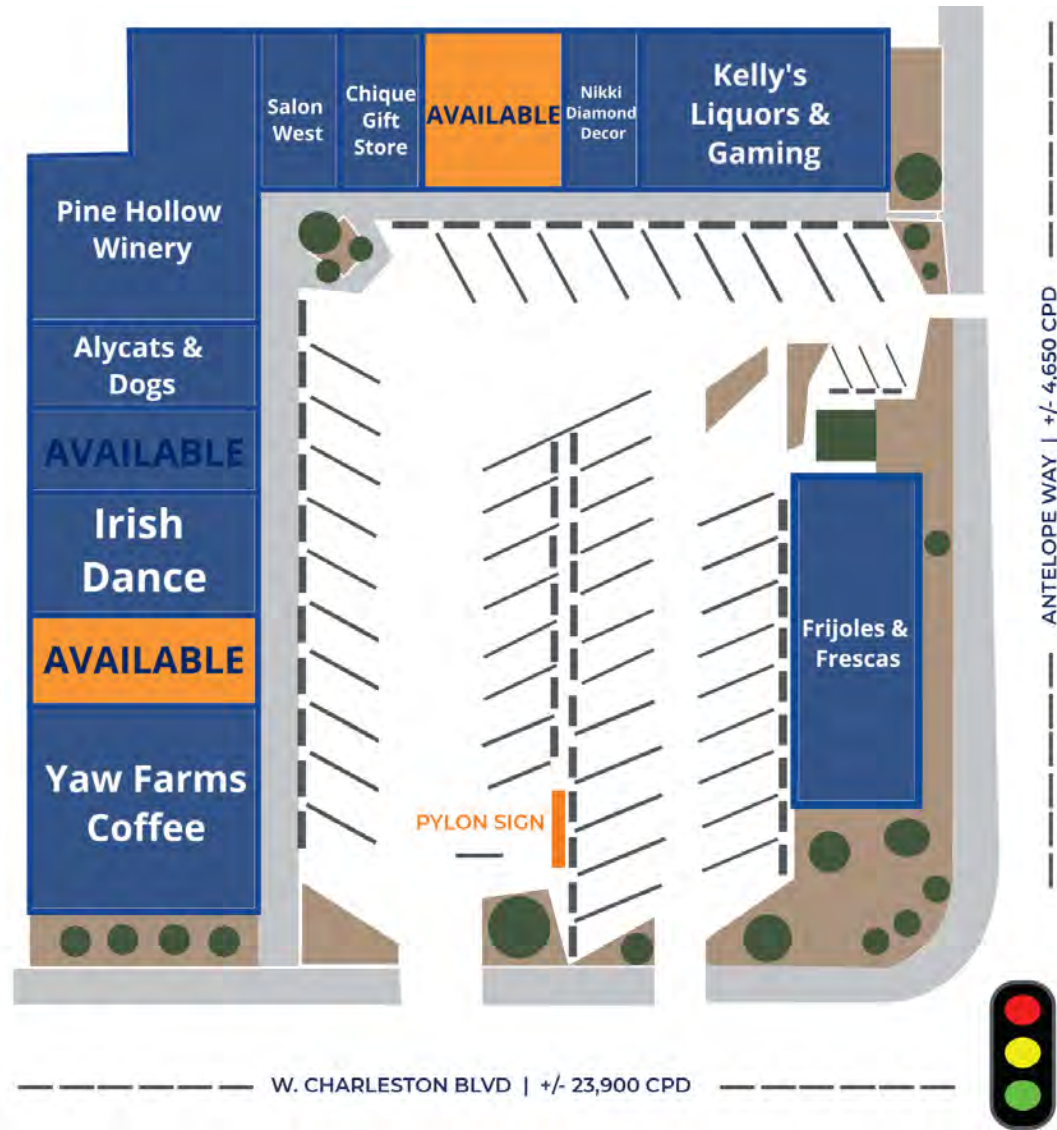 Salon
West
Chique
Gift
Store
AVAILABLE
Nikki
Diamond
Decor
Kelly's
Liquors &
Gaming
Pine Hollow
Winery
Alycats &
Dogs
AVAILABLE
Irish
Dance
AVAILABLE
Yaw Farms
Coffee
PYLON SIGN
Frijoles &
Frescas
ANTELOPE WAY | +/- 4,650 CPD
W. CHARLESTON BLVD | +/- 23,900 CPD